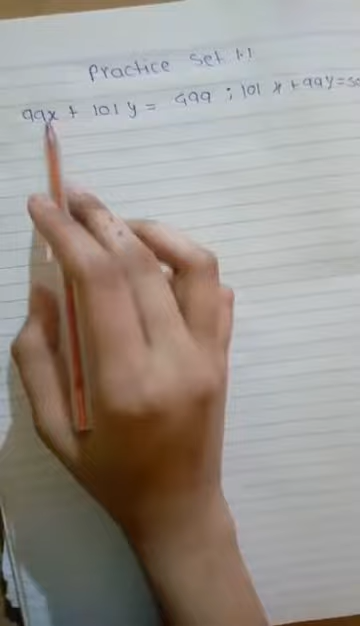 Practice Set 1.1
99x + 101y = 499 ; 101x + 99y =